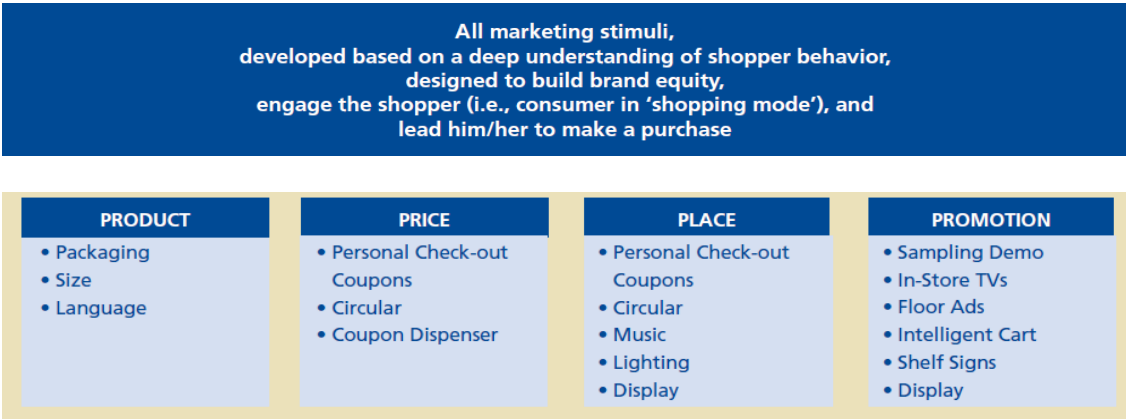 All marketing stimuli,
developed based on a deep understanding of shopper behavior,
designed to build brand equity,
engage the shopper (i.e., consumer in ‘shopping mode’), and
lead him/her to make a purchase
PRODUCT
• Packaging
• Size
• Language
PRICE
• Personal Check-out
Coupons
• Circular
• Coupon Dispenser
PLACE
• Personal Check-out
Coupons
• Circular
• Music
• Lighting
• Display
PROMOTION
• Sampling Demo
• In-Store TVs
• Floor Ads
• Intelligent Cart
• Shelf Signs
• Display